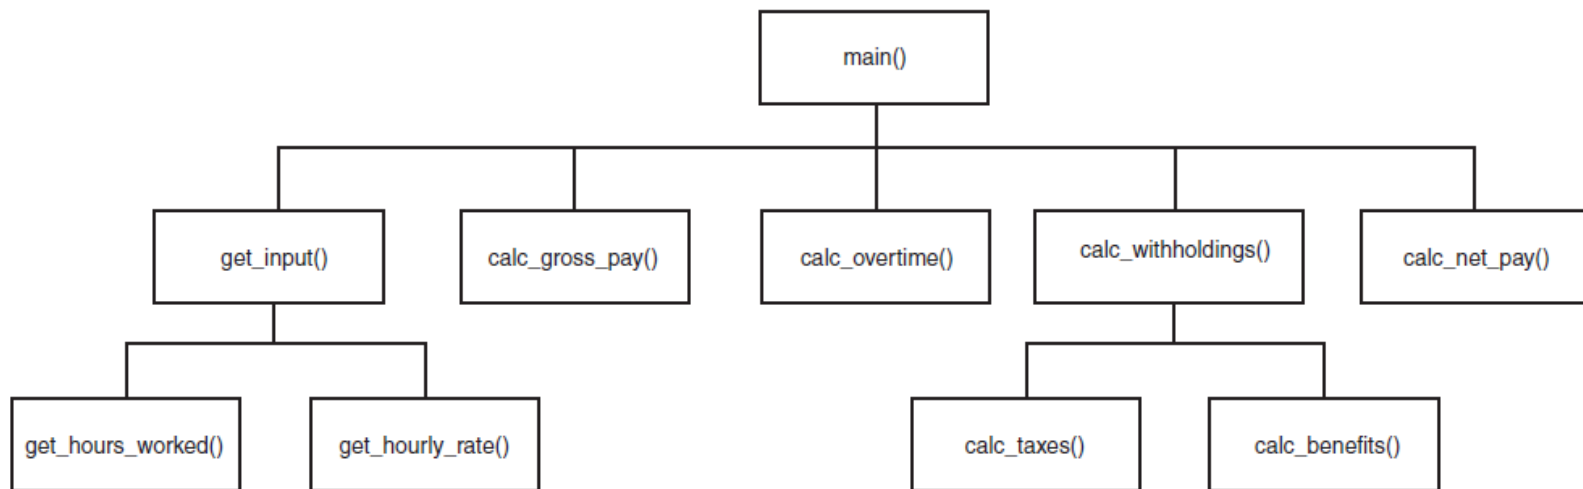 main()
get_input()
calc_gross_pay()
calc_overtime()
calc_withholdings()
calc_net_pay()
get_hours_worked()
get_hourly_rate()
calc_taxes()
calc_benefits()